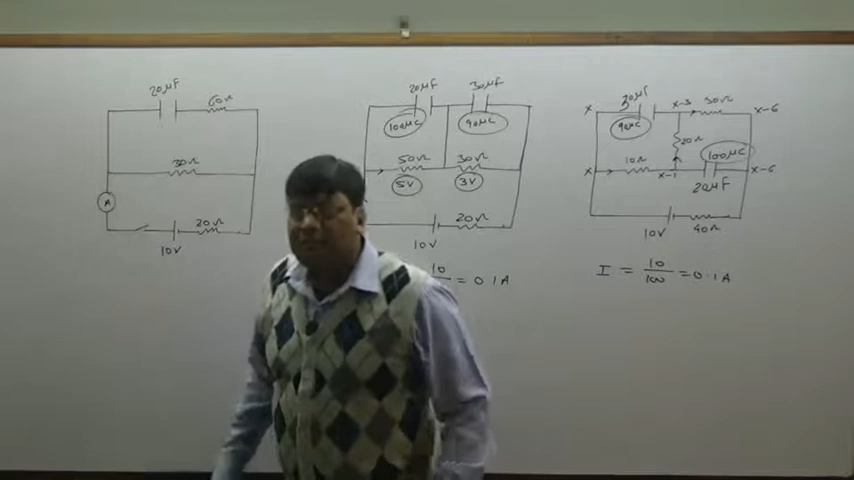 20μF
60Ω
30Ω
A
20Ω
10V
20μF 30μF
100μC 90μC
50Ω 30Ω
5V 3V
20Ω
10V
10
= 0.1A
30μF
x x-3 30Ω x-6
90μC
20Ω
100μC
10Ω
x x-1 x-6
20μF
10V 40Ω
I = 10/100 = 0.1A